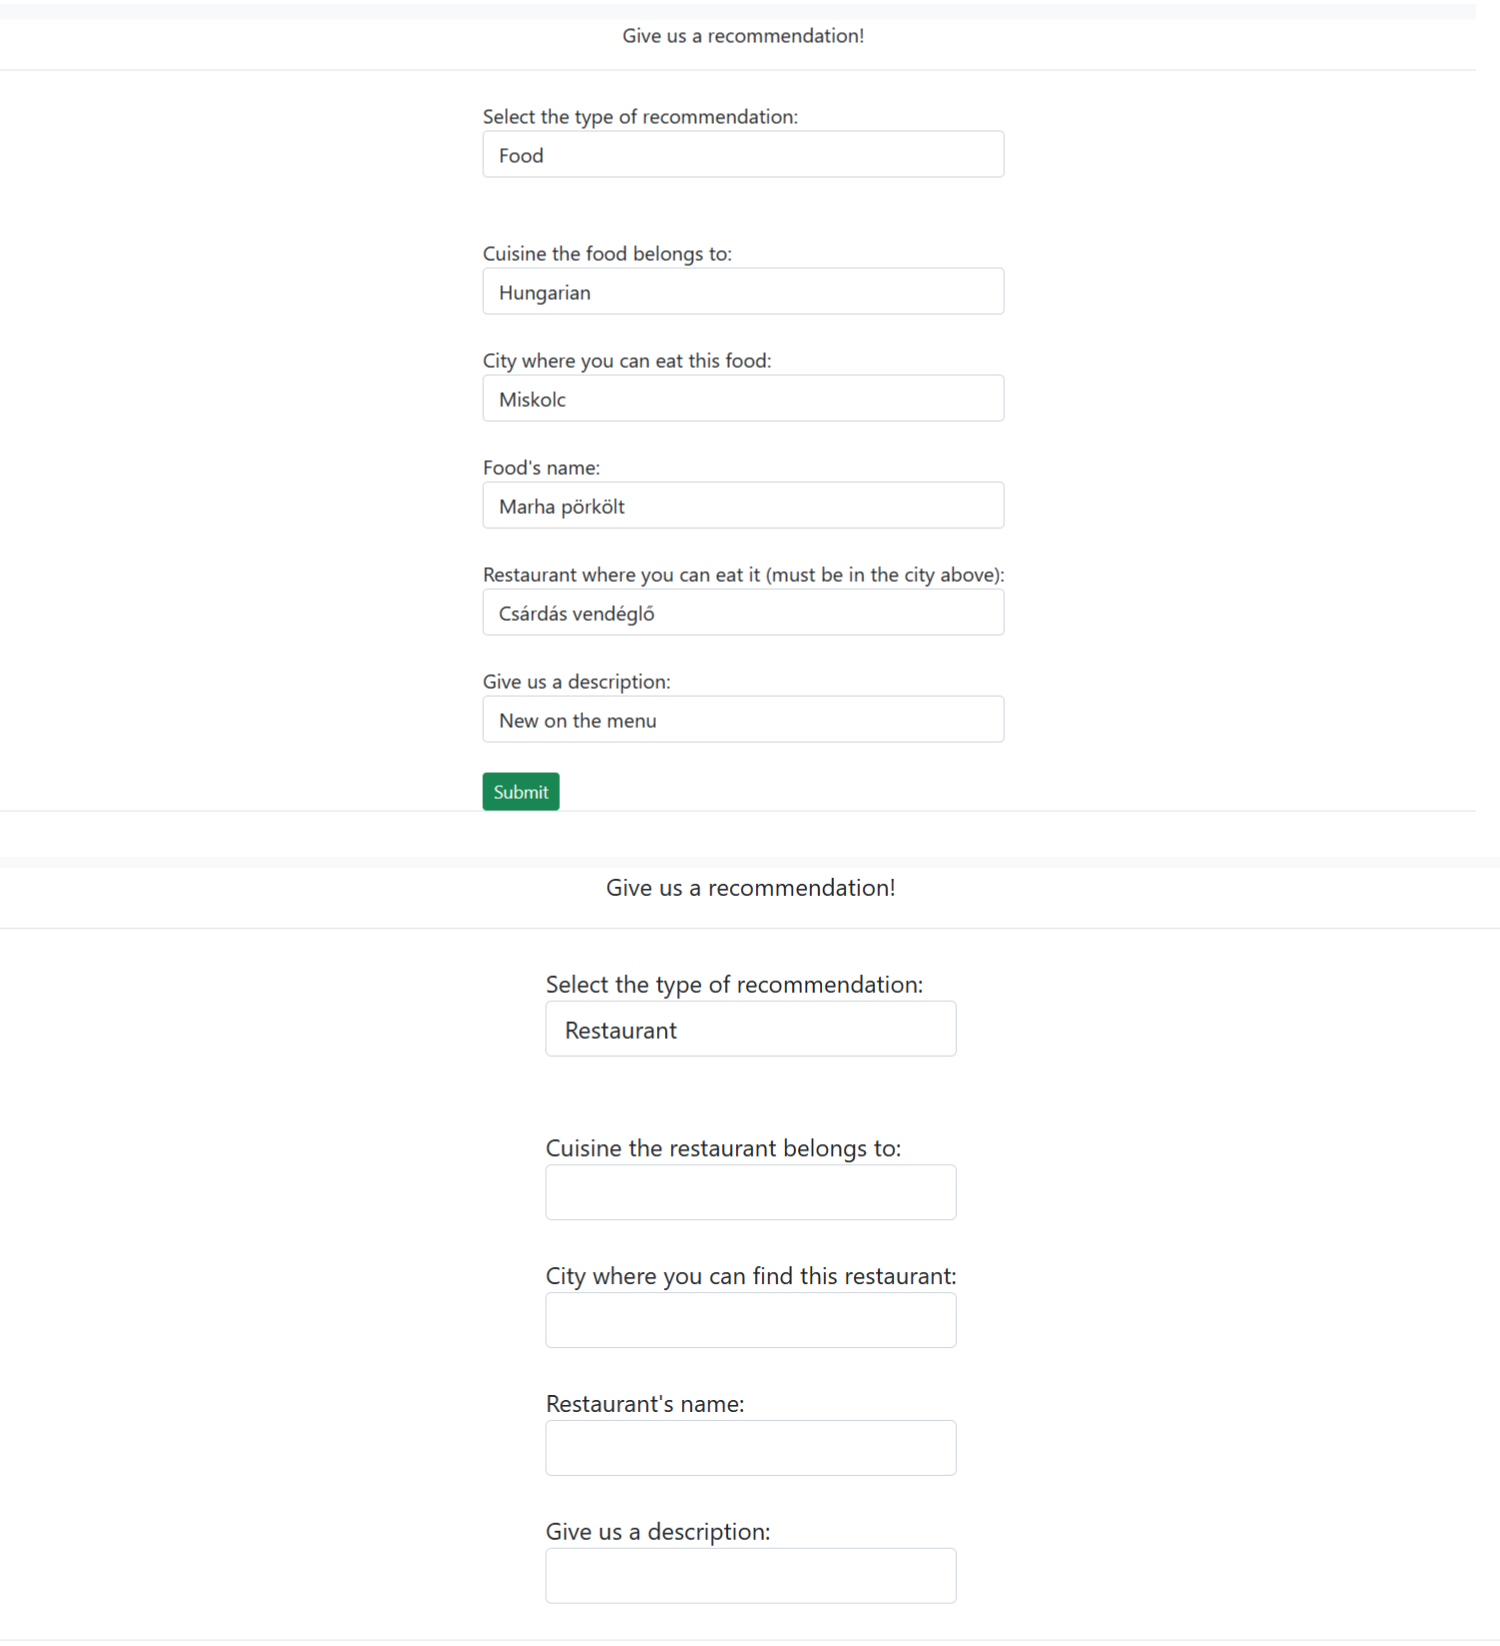 Give us a recommendation!
Select the type of recommendation:
Food
Cuisine the food belongs to:
Hungarian
City where you can eat this food:
Miskolc
Food's name:
Marha pörkölt
Restaurant where you can eat it (must be in the city above):
Csárdás vendéglő
Give us a description:
New on the menu
Submit
Give us a recommendation!
Select the type of recommendation:
Restaurant
Cuisine the restaurant belongs to:
City where you can find this restaurant:
Restaurant's name:
Give us a description: